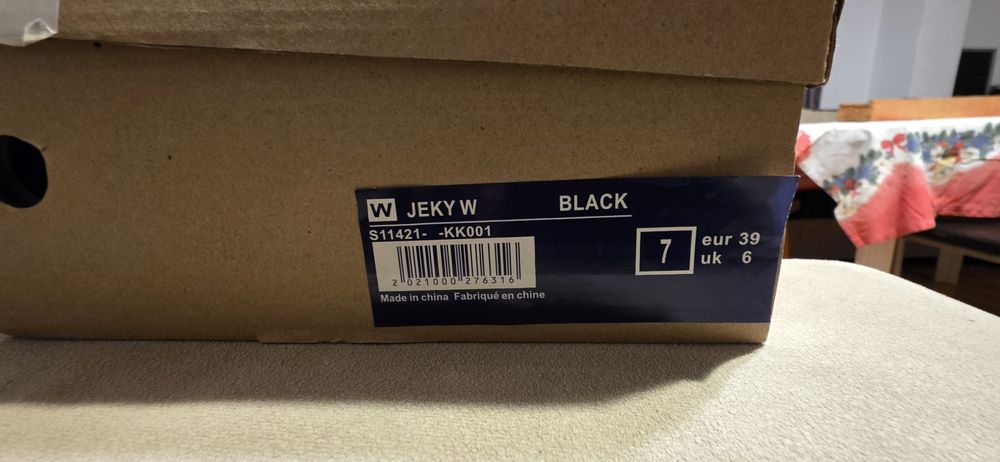 W JEKY W BLACK
S11421- -KK001
7 eur 39
uk 6
2 021000 276316
Made in china Fabriqué en chine